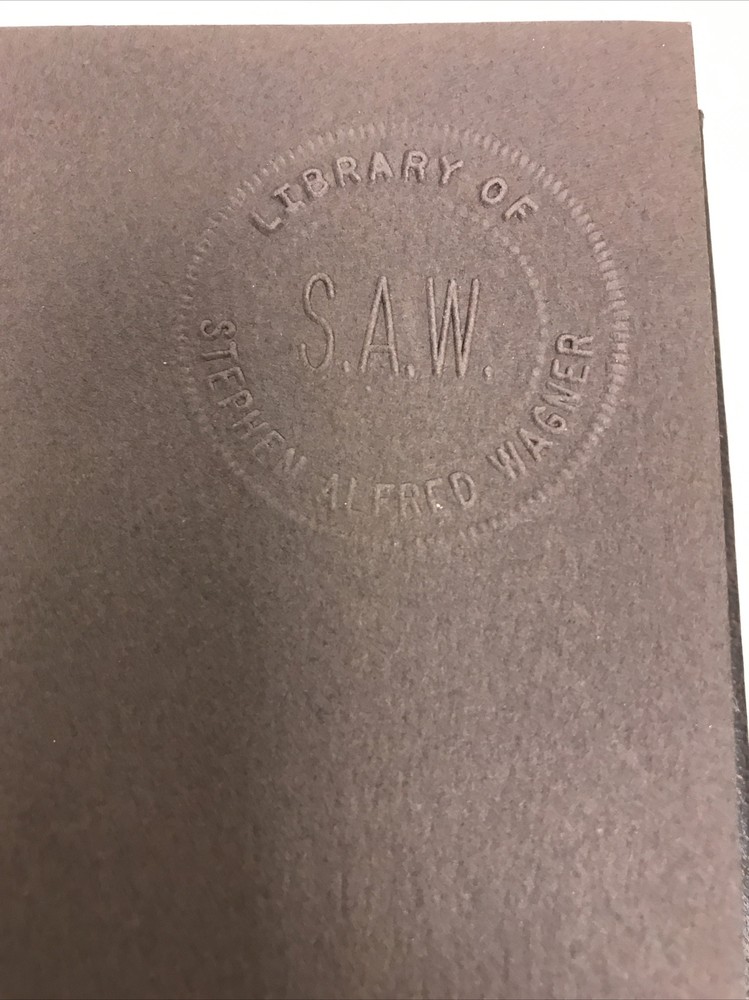 LIBRARY OF
S.A.W.
STEPHEN ALFRED WAGNER